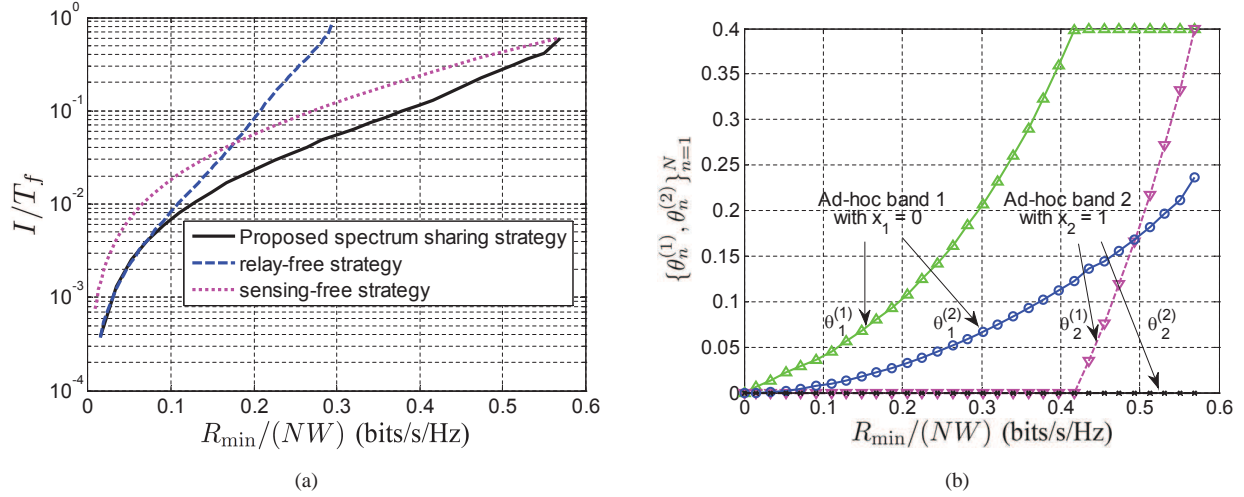 10^0
10^-1
10^-2
10^-3
10^-4
I/T_f
0 0.1 0.2 0.3 0.4 0.5 0.6
R_min/(NW) (bits/s/Hz)
Proposed spectrum sharing strategy
relay-free strategy
sensing-free strategy
(a)
0.4
0.35
0.3
0.25
0.2
0.15
0.1
0.05
0
{θ_n^(1), θ_n^(2)}_{n=1}^N
Ad-hoc band 1
with x_1 = 0
Ad-hoc band 2
with x_2 = 1
θ_1^(1)
θ_1^(2)
θ_2^(1)
θ_2^(2)
0 0.1 0.2 0.3 0.4 0.5 0.6
R_min/(NW) (bits/s/Hz)
(b)